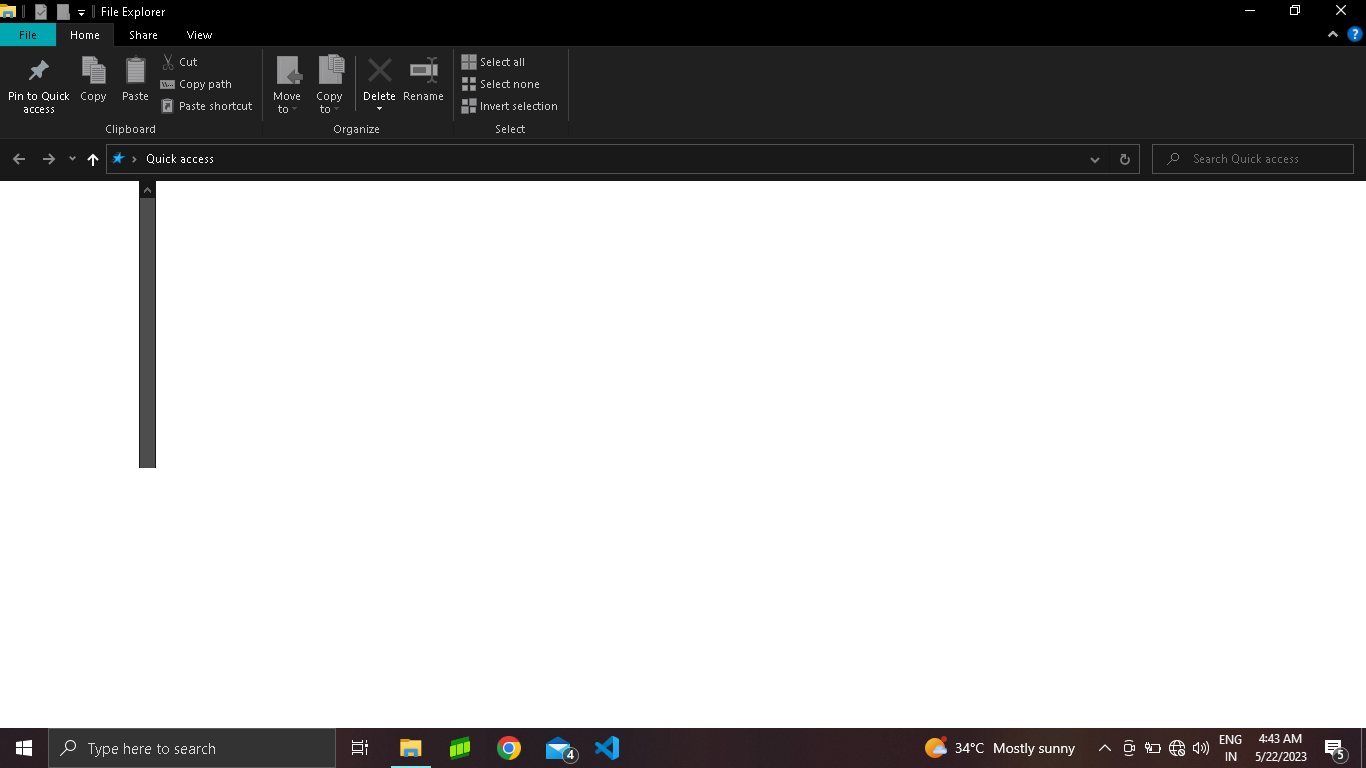 File Explorer
File
Home
Share
View
Pin to Quick
access
Copy
Paste
Cut
Copy path
Paste shortcut
Clipboard
Move
to
Copy
to
Delete
Rename
Organize
Select all
Select none
Invert selection
Select
Quick access
Search Quick access
Type here to search
4
34°C Mostly sunny
ENG
IN
4:43 AM
5/22/2023
5